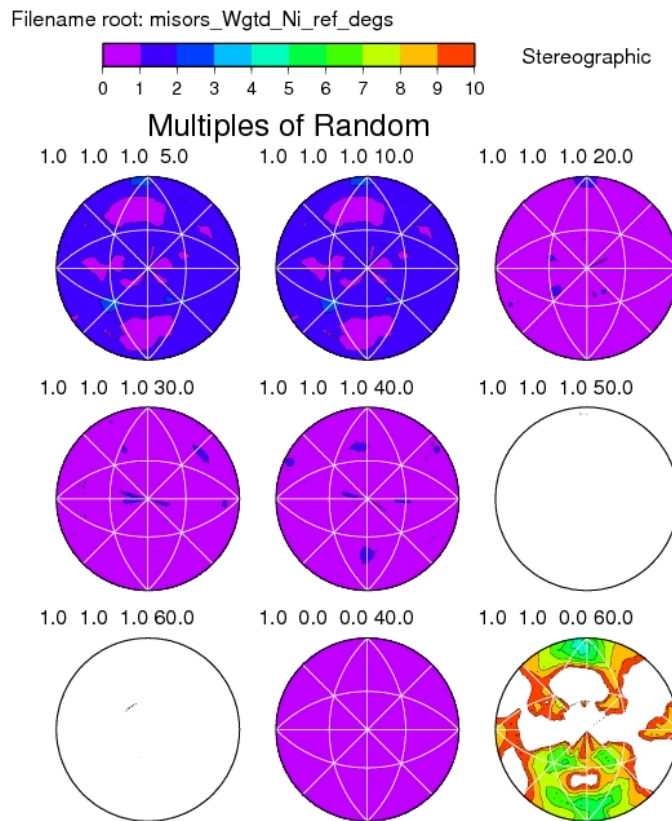 Filename root: misors_Wgtd_Ni_ref_degs
Stereographic
0 1 2 3 4 5 6 7 8 9 10
Multiples of Random
1.0 1.0 1.0 5.0 1.0 1.0 1.0 10.0 1.0 1.0 1.0 20.0
1.0 1.0 1.0 30.0 1.0 1.0 1.0 40.0 1.0 1.0 1.0 50.0
1.0 1.0 1.0 60.0 1.0 0.0 0.0 40.0 1.0 1.0 0.0 60.0